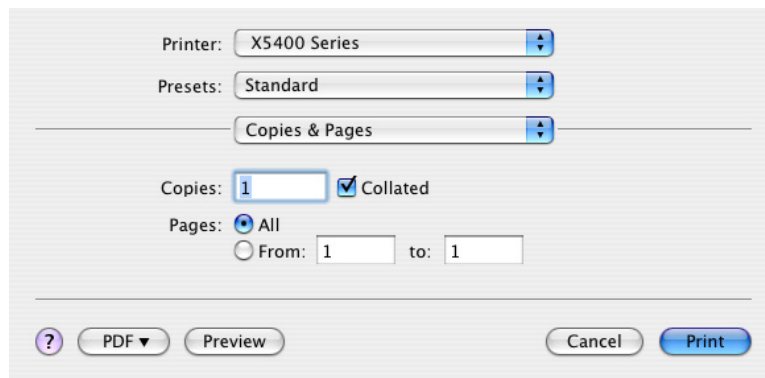 Printer: X5400 Series
Presets: Standard
Copies & Pages
Copies: 1 Collated
Pages: All
From: 1 to: 1
? PDF▼ Preview Cancel Print